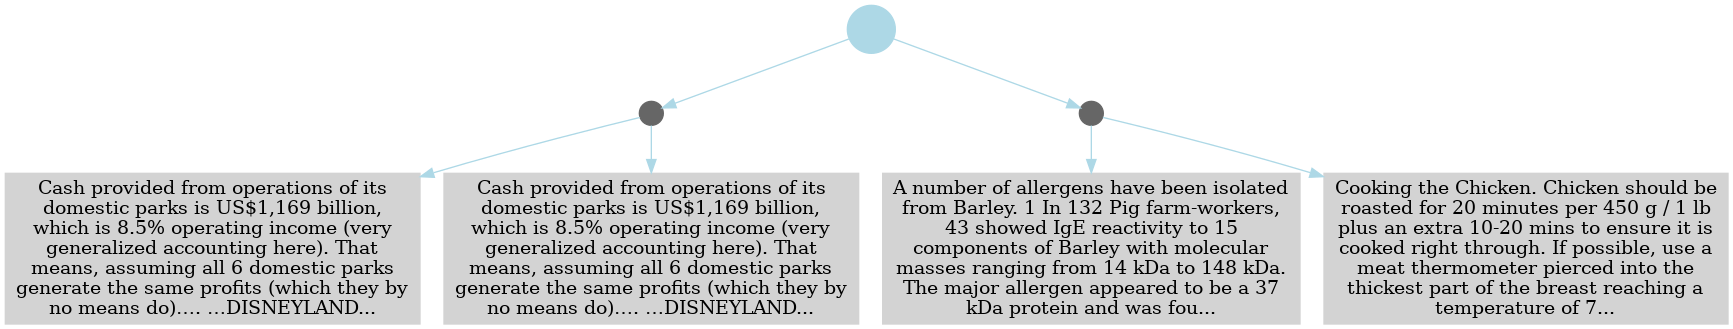 Cash provided from operations of its
domestic parks is US$1,169 billion,
which is 8.5% operating income (very
generalized accounting here). That
means, assuming all 6 domestic parks
generate the same profits (which they by
no means do).... ...DISNEYLAND...
Cash provided from operations of its
domestic parks is US$1,169 billion,
which is 8.5% operating income (very
generalized accounting here). That
means, assuming all 6 domestic parks
generate the same profits (which they by
no means do).... ...DISNEYLAND...
A number of allergens have been isolated
from Barley. 1 In 132 Pig farm-workers,
43 showed IgE reactivity to 15
components of Barley with molecular
masses ranging from 14 kDa to 148 kDa.
The major allergen appeared to be a 37
kDa protein and was fou...
Cooking the Chicken. Chicken should be
roasted for 20 minutes per 450 g / 1 lb
plus an extra 10-20 mins to ensure it is
cooked right through. If possible, use a
meat thermometer pierced into the
thickest part of the breast reaching a
temperature of 7...